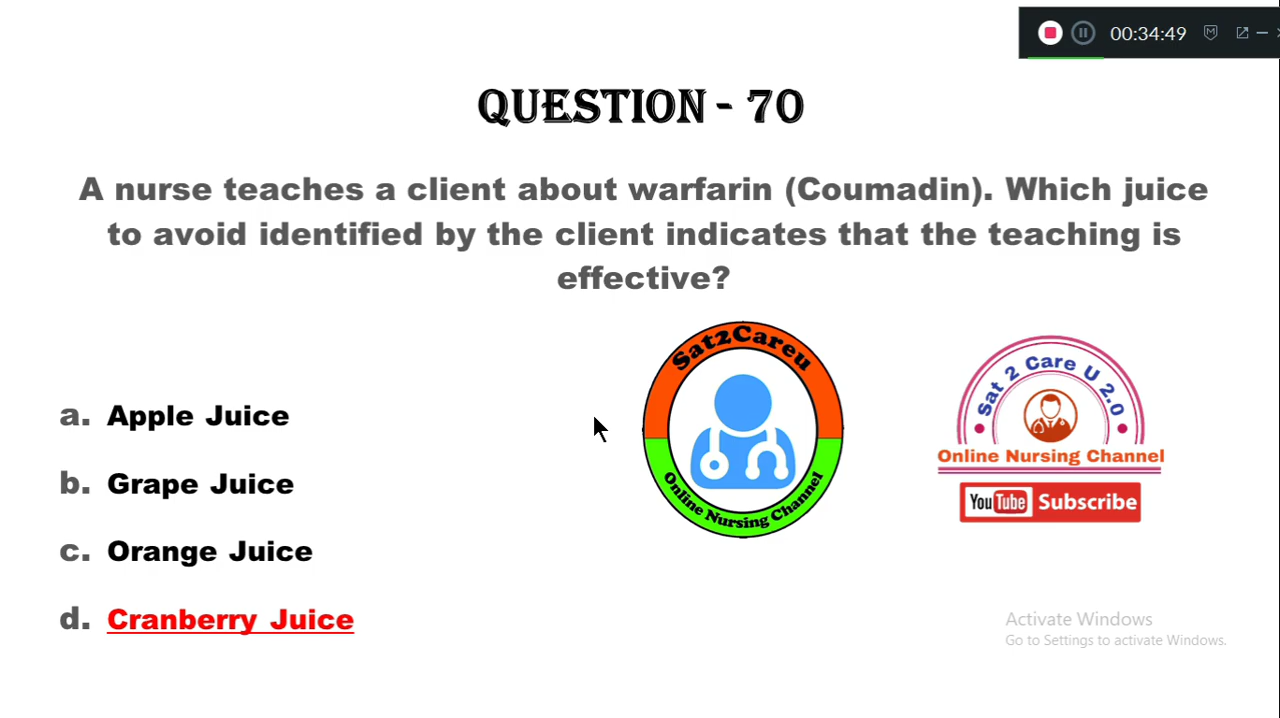 00:34:49
QUESTION - 70
A nurse teaches a client about warfarin (Coumadin). Which juice
to avoid identified by the client indicates that the teaching is
effective?
a. Apple Juice
b. Grape Juice
c. Orange Juice
d. Cranberry Juice
Sat2Careu
Online Nursing Channel
Sat 2 Care U 2.0
Online Nursing Channel
YouTube Subscribe
Activate Windows
Go to Settings to activate Windows.